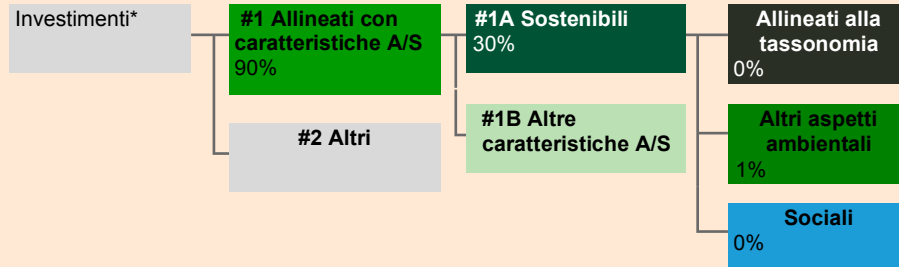 Investimenti*
#1 Allineati con
caratteristiche A/S
90%
#2 Altri
#1A Sostenibili
30%
#1B Altre
caratteristiche A/S
Allineati alla
tassonomia
0%
Altri aspetti
ambientali
1%
Sociali
0%